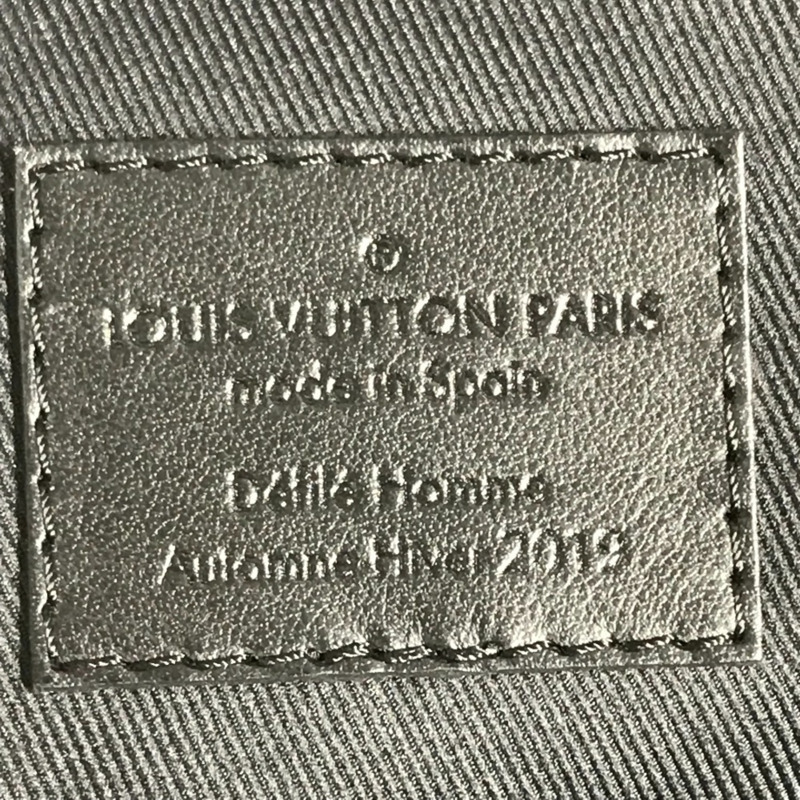 ®
LOUIS VUITTON PARIS
made in Spain
Défilé Homme
Automne Hiver 2019